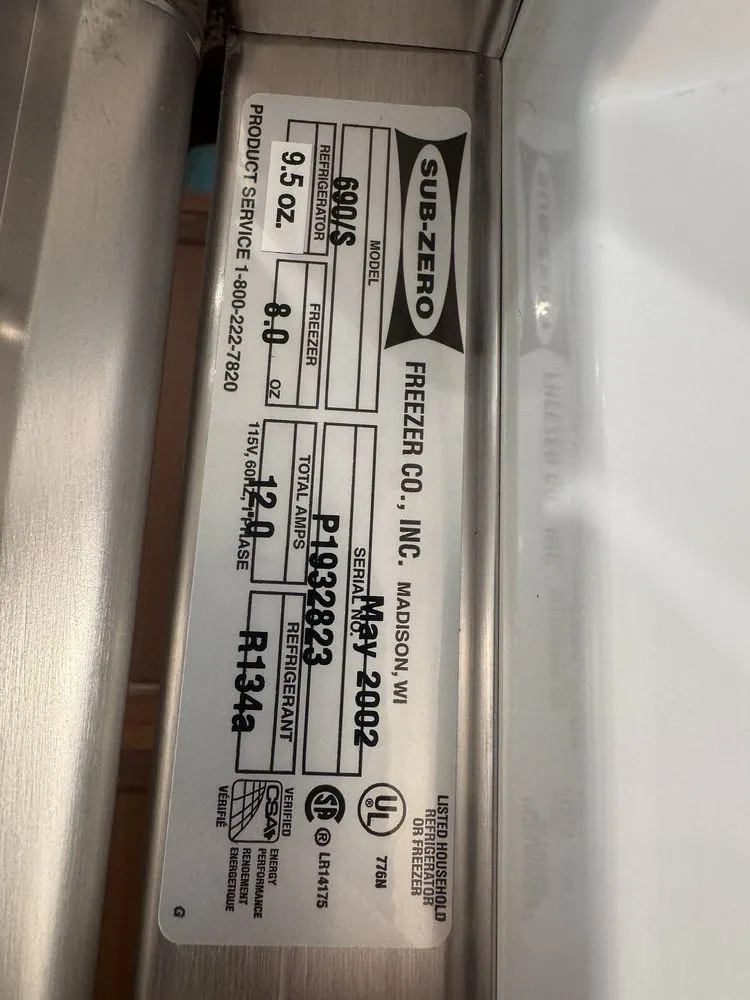 SUB-ZERO FREEZER CO., INC. MADISON, WI
May 2002
MODEL
690/S
SERIAL NO.
P1932823
REFRIGERATOR
9.5 oz.
FREEZER
8.0 OZ
TOTAL AMPS
12.0
115V, 60HZ, 1 PHASE
REFRIGERANT
R134a
PRODUCT SERVICE 1-800-222-7820
LISTED HOUSEHOLD
REFRIGERATOR
OR FREEZER
UL ® 776N
SA ® LR14175
VERIFIED
CSA
VÉRIFIÉ
ENERGY
PERFORMANCE
RENDEMENT
ENERGETIQUE
G